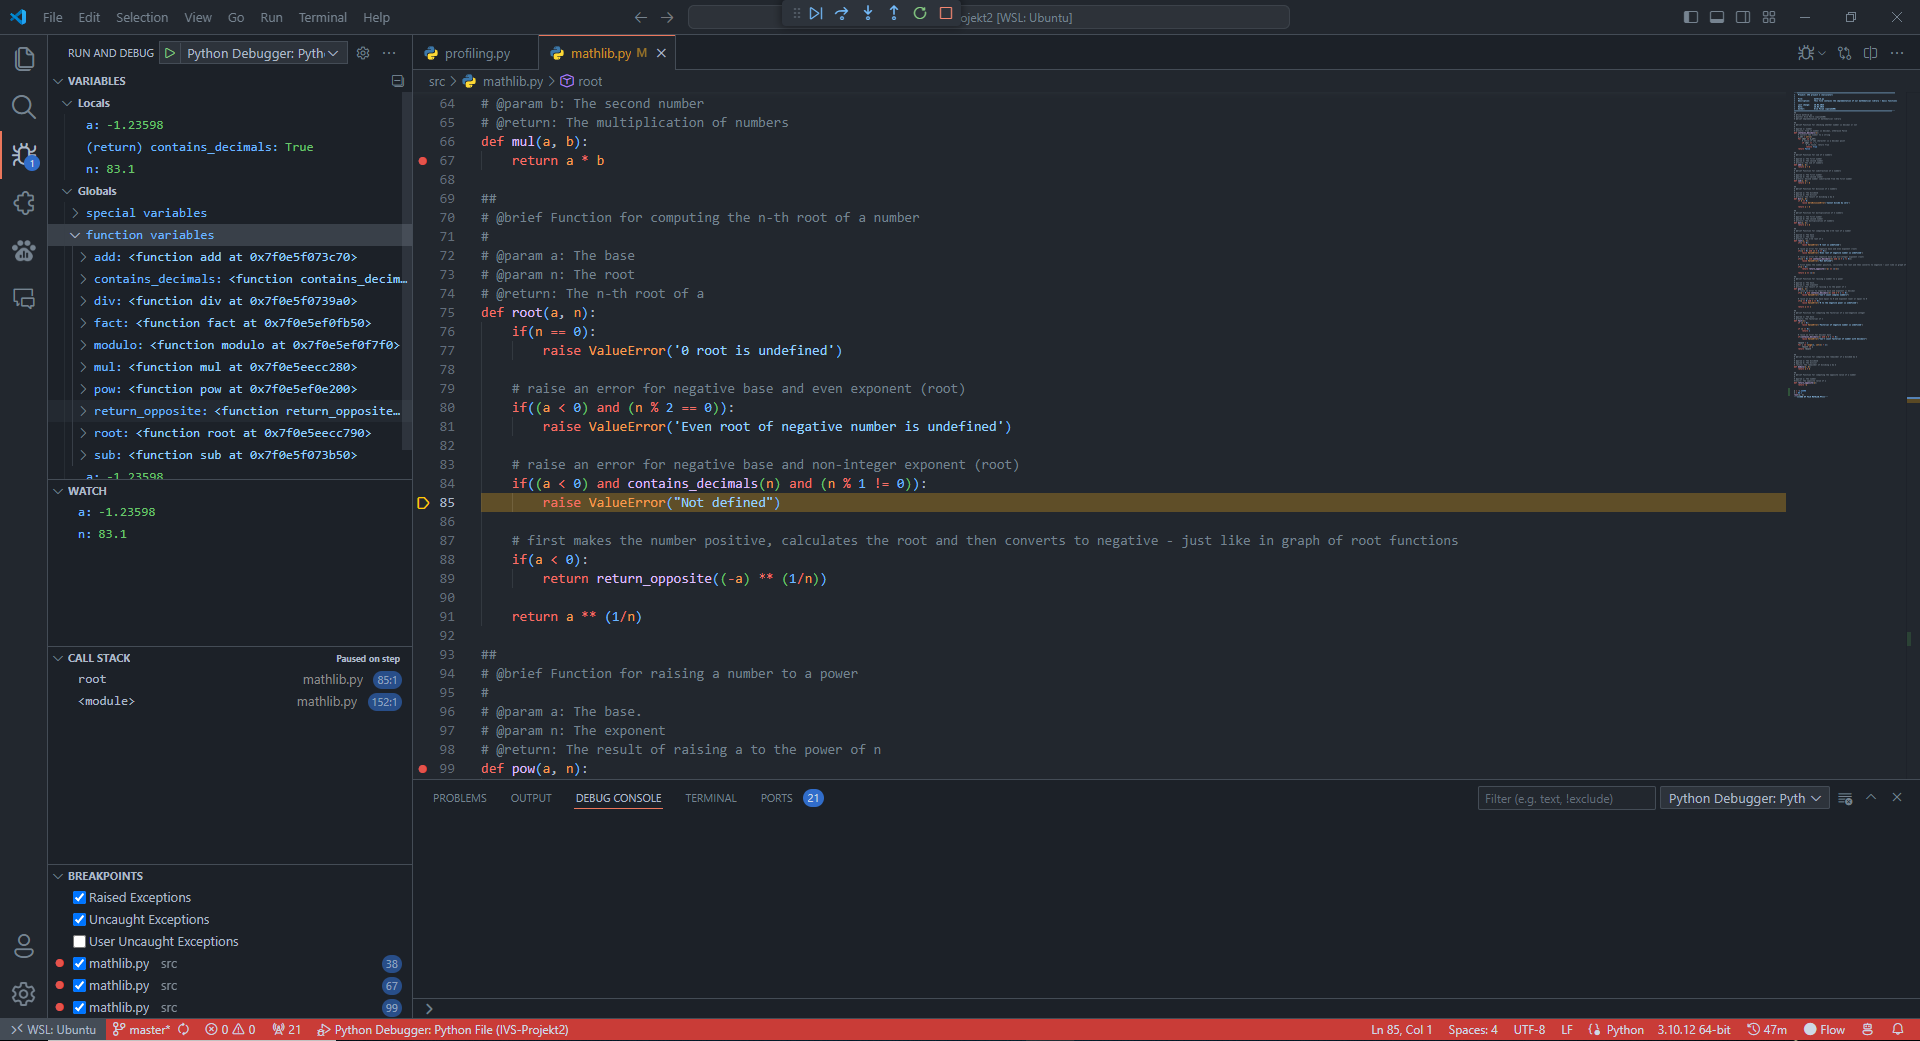 File Edit Selection View Go Run Terminal Help
ojekt2 [WSL: Ubuntu]
RUN AND DEBUG Python Debugger: Pyth
VARIABLES
Locals
a: -1.23598
(return) contains_decimals: True
n: 83.1
Globals
special variables
function variables
add: <function add at 0x7f0e5f073c70>
contains_decimals: <function contains_decim...
div: <function div at 0x7f0e5f0739a0>
fact: <function fact at 0x7f0e5ef0fb50>
modulo: <function modulo at 0x7f0e5ef0f7f0>
mul: <function mul at 0x7f0e5eecc280>
pow: <function pow at 0x7f0e5ef0e200>
return_opposite: <function return_opposite...
root: <function root at 0x7f0e5eecc790>
sub: <function sub at 0x7f0e5f073b50>
a: -1.23598
WATCH
a: -1.23598
n: 83.1
CALL STACK Paused on step
root mathlib.py 85:1
<module> mathlib.py 152:1
BREAKPOINTS
Raised Exceptions
Uncaught Exceptions
User Uncaught Exceptions
mathlib.py src 38
mathlib.py src 67
mathlib.py src 99
profiling.py mathlib.py M
src > mathlib.py > root
64 # @param b: The second number
65 # @return: The multiplication of numbers
66 def mul(a, b):
67 return a * b
68
69 ##
70 # @brief Function for computing the n-th root of a number
71 #
72 # @param a: The base
73 # @param n: The root
74 # @return: The n-th root of a
75 def root(a, n):
76 if(n == 0):
77 raise ValueError('0 root is undefined')
78
79 # raise an error for negative base and even exponent (root)
80 if((a < 0) and (n % 2 == 0)):
81 raise ValueError('Even root of negative number is undefined')
82
83 # raise an error for negative base and non-integer exponent (root)
84 if((a < 0) and contains_decimals(n) and (n % 1 != 0)):
85 raise ValueError("Not defined")
86
87 # first makes the number positive, calculates the root and then converts to negative - just like in graph of root functions
88 if(a < 0):
89 return return_opposite((-a) ** (1/n))
90
91 return a ** (1/n)
92
93 ##
94 # @brief Function for raising a number to a power
95 #
96 # @param a: The base.
97 # @param n: The exponent
98 # @return: The result of raising a to the power of n
99 def pow(a, n):
PROBLEMS OUTPUT DEBUG CONSOLE TERMINAL PORTS 21
Filter (e.g. text, !exclude) Python Debugger: Pyth
WSL: Ubuntu master* 0 0 21 Python Debugger: Python File (IVS-Projekt2)
Ln 85, Col 1 Spaces: 4 UTF-8 LF Python 3.10.12 64-bit 47m Flow
1